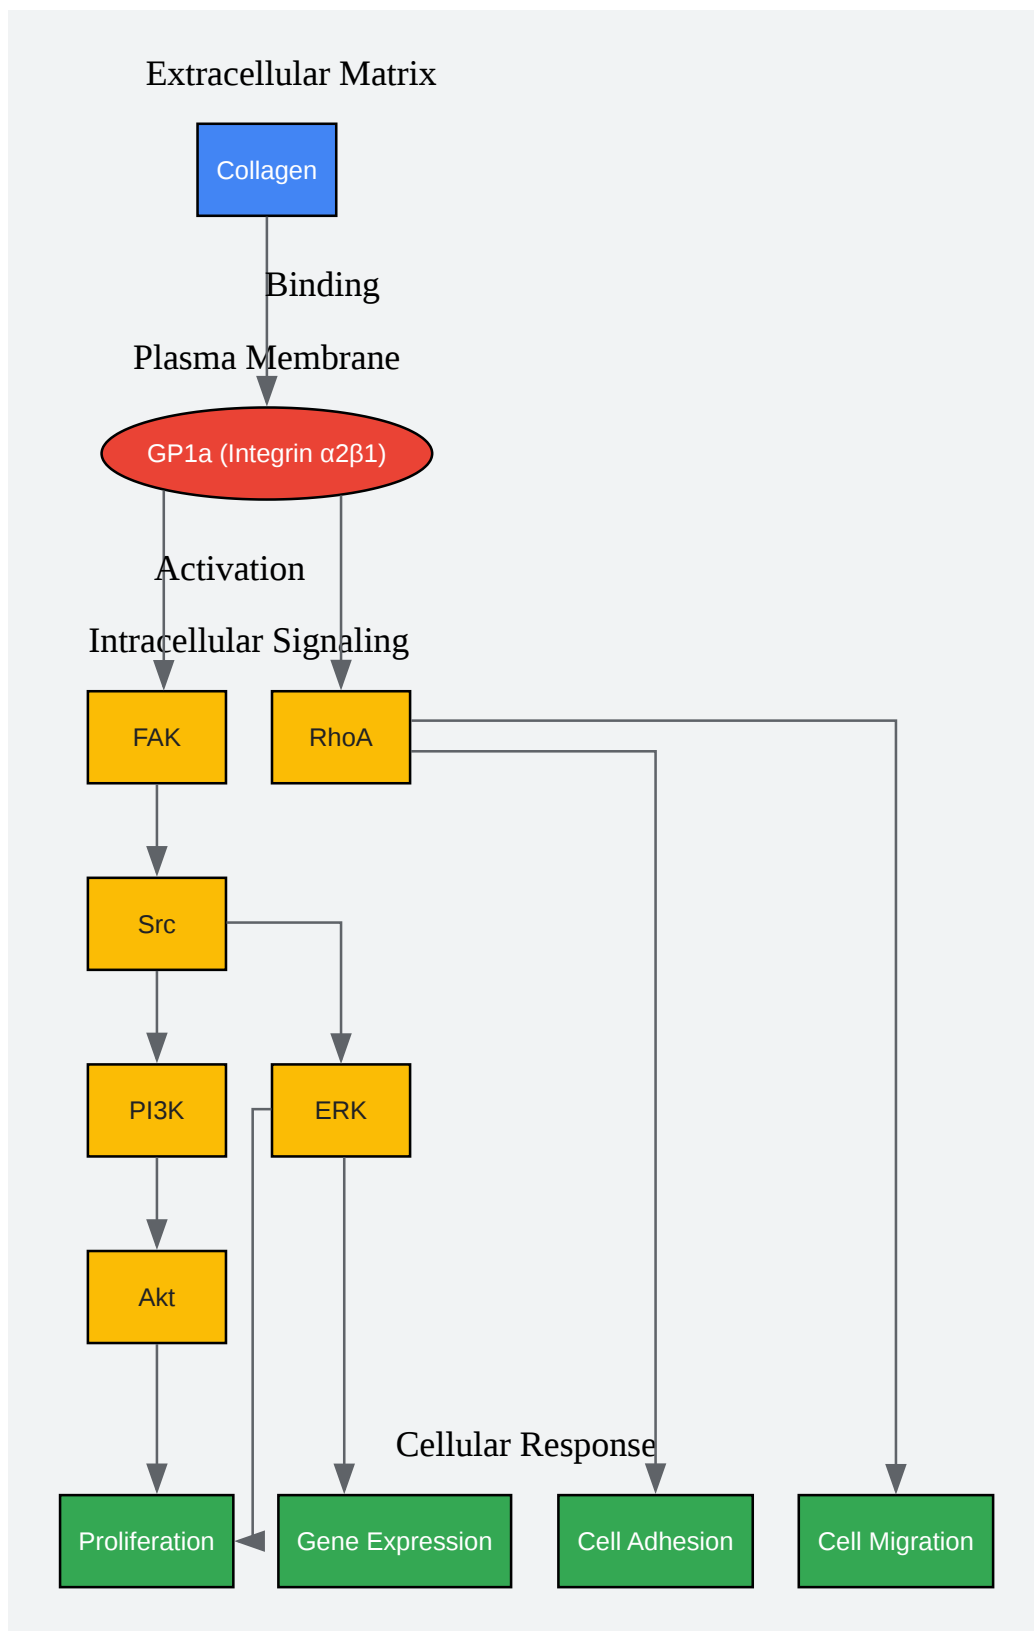 Extracellular Matrix
Collagen
Binding
Plasma Membrane
GP1a (Integrin α2β1)
Activation
Intracellular Signaling
FAK
RhoA
Src
PI3K
ERK
Akt
Cellular Response
Proliferation
Gene Expression
Cell Adhesion
Cell Migration